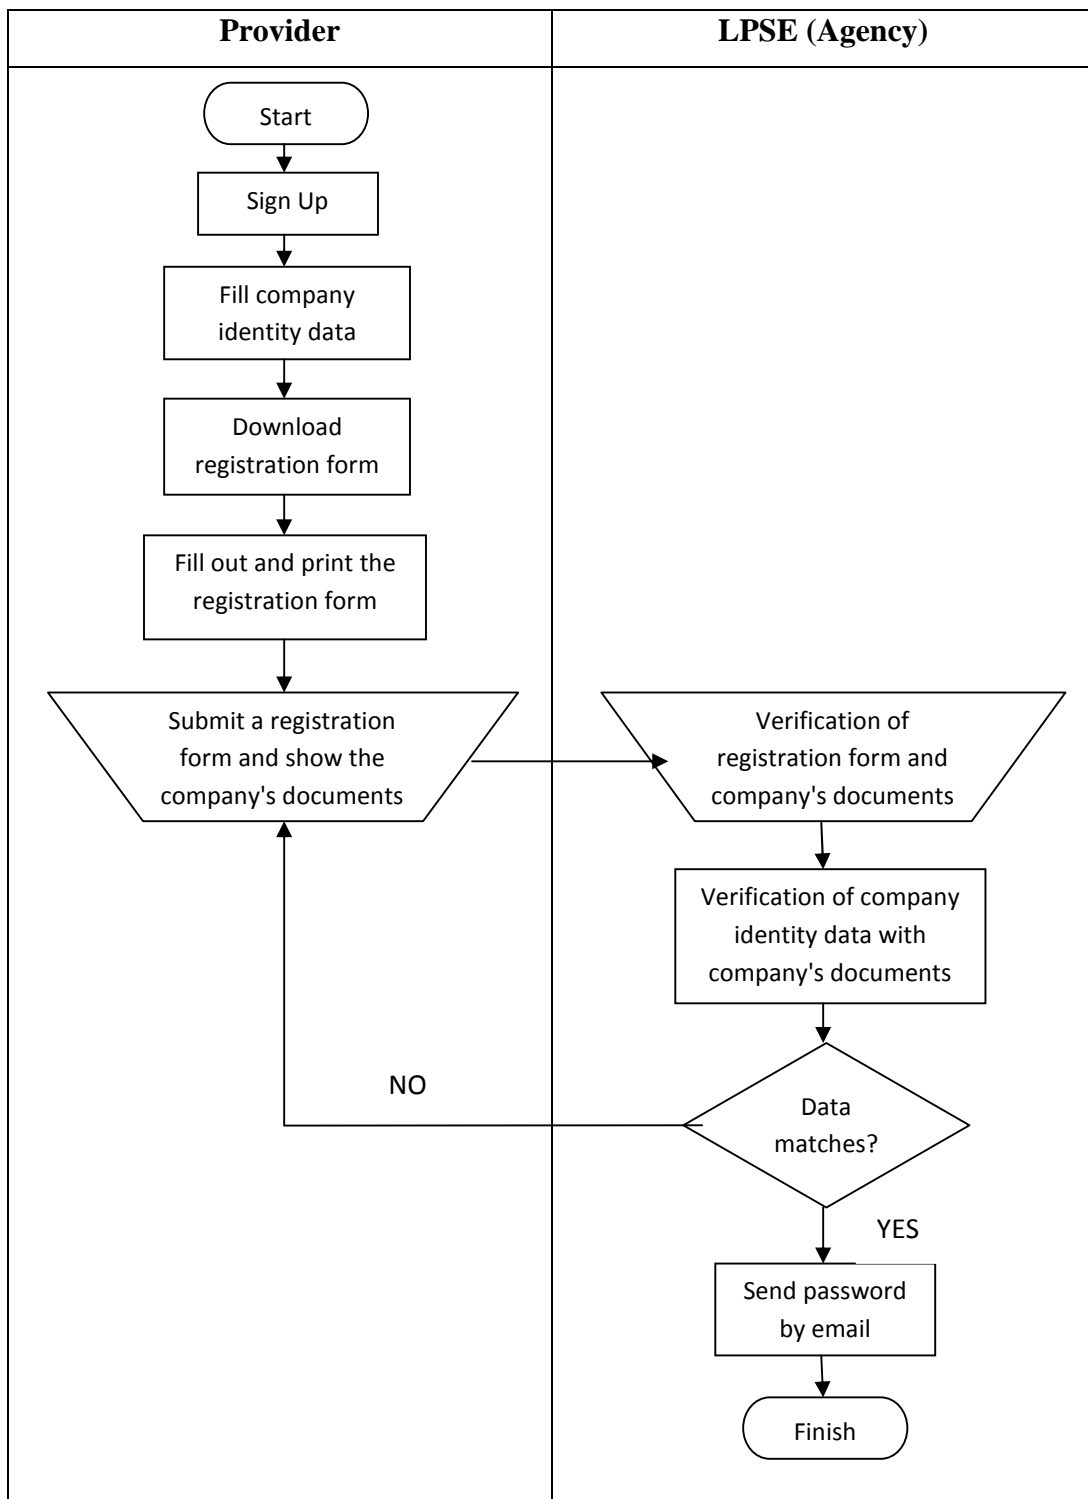 Provider
LPSE (Agency)
Start
Sign Up
Fill company
identity data
Download
registration form
Fill out and print the
registration form
Submit a registration
form and show the
company's documents
Verification of
registration form and
company's documents
Verification of company
identity data with
company's documents
NO
Data
matches?
YES
Send password
by email
Finish